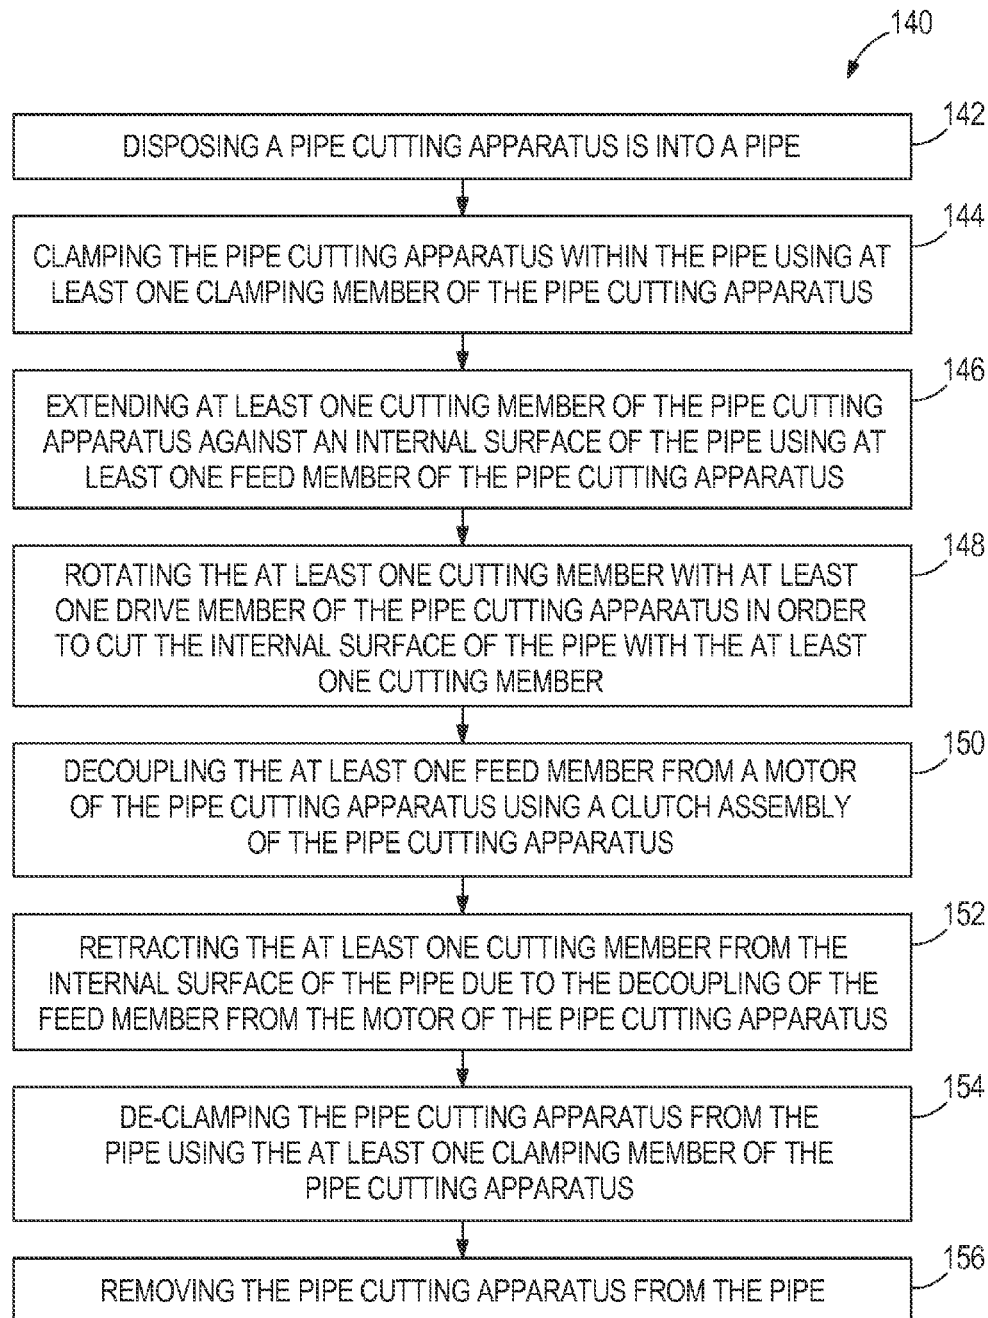 140
142
DISPOSING A PIPE CUTTING APPARATUS IS INTO A PIPE
144
CLAMPING THE PIPE CUTTING APPARATUS WITHIN THE PIPE USING AT
LEAST ONE CLAMPING MEMBER OF THE PIPE CUTTING APPARATUS
146
EXTENDING AT LEAST ONE CUTTING MEMBER OF THE PIPE CUTTING
APPARATUS AGAINST AN INTERNAL SURFACE OF THE PIPE USING AT
LEAST ONE FEED MEMBER OF THE PIPE CUTTING APPARATUS
148
ROTATING THE AT LEAST ONE CUTTING MEMBER WITH AT LEAST
ONE DRIVE MEMBER OF THE PIPE CUTTING APPARATUS IN ORDER
TO CUT THE INTERNAL SURFACE OF THE PIPE WITH THE AT LEAST
ONE CUTTING MEMBER
150
DECOUPLING THE AT LEAST ONE FEED MEMBER FROM A MOTOR
OF THE PIPE CUTTING APPARATUS USING A CLUTCH ASSEMBLY
OF THE PIPE CUTTING APPARATUS
152
RETRACTING THE AT LEAST ONE CUTTING MEMBER FROM THE
INTERNAL SURFACE OF THE PIPE DUE TO THE DECOUPLING OF THE
FEED MEMBER FROM THE MOTOR OF THE PIPE CUTTING APPARATUS
154
DE-CLAMPING THE PIPE CUTTING APPARATUS FROM THE
PIPE USING THE AT LEAST ONE CLAMPING MEMBER OF THE
PIPE CUTTING APPARATUS
156
REMOVING THE PIPE CUTTING APPARATUS FROM THE PIPE